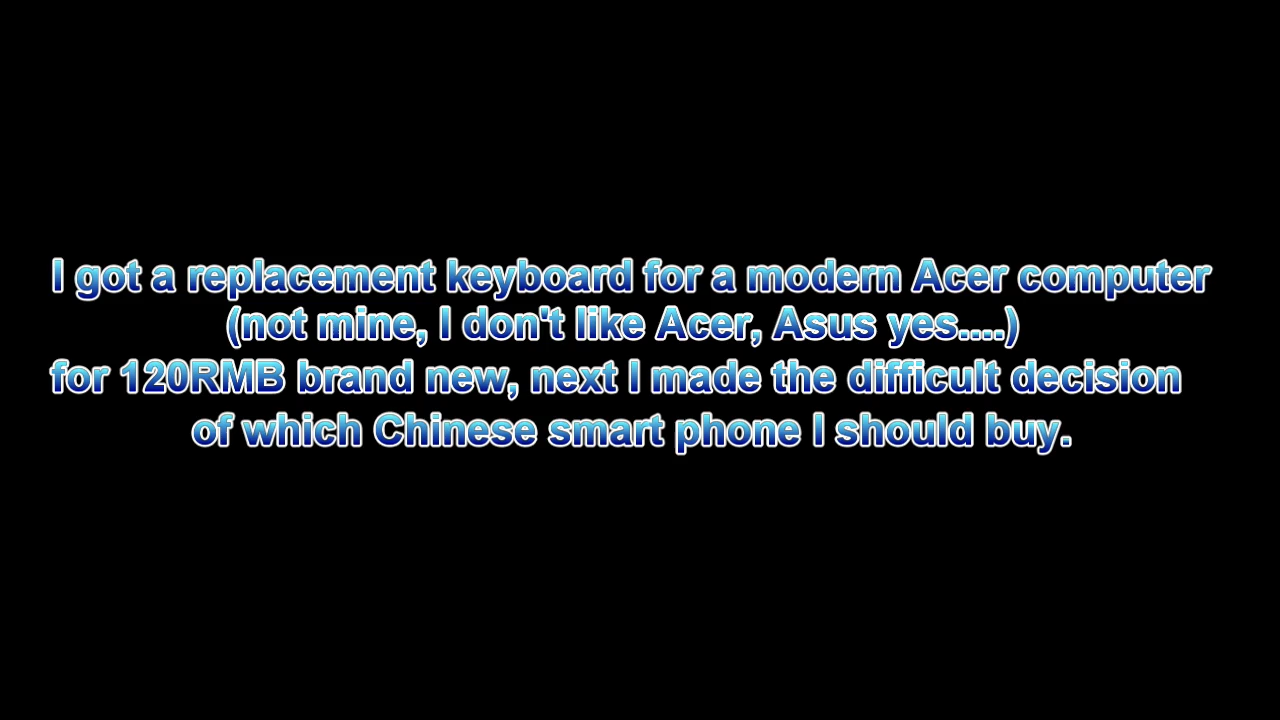 I got a replacement keyboard for a modern Acer computer
(not mine, I don't like Acer, Asus yes....)
for 120RMB brand new, next I made the difficult decision
of which Chinese smart phone I should buy.